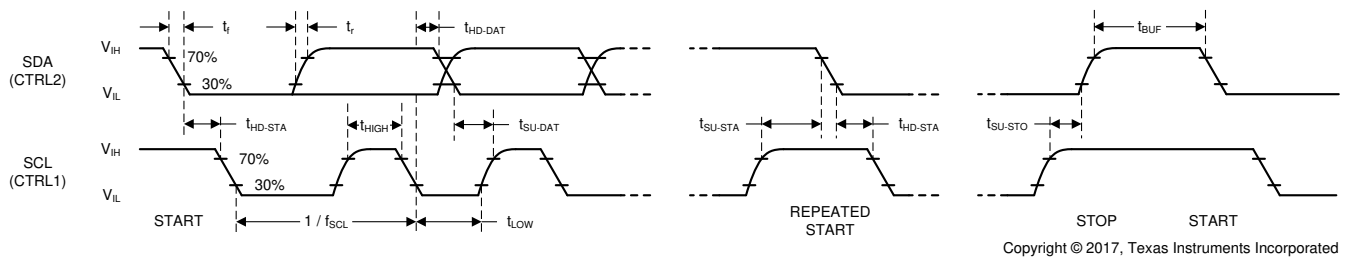 t_f
t_r
t_HD-DAT
t_BUF
V_IH
70%
SDA
(CTRL2)
30%
V_IL
t_HD-STA
t_HIGH
t_SU-DAT
t_SU-STA
t_HD-STA
t_SU-STO
V_IH
70%
SCL
(CTRL1)
30%
V_IL
START
1 / f_SCL
t_LOW
REPEATED
START
STOP
START
Copyright © 2017, Texas Instruments Incorporated